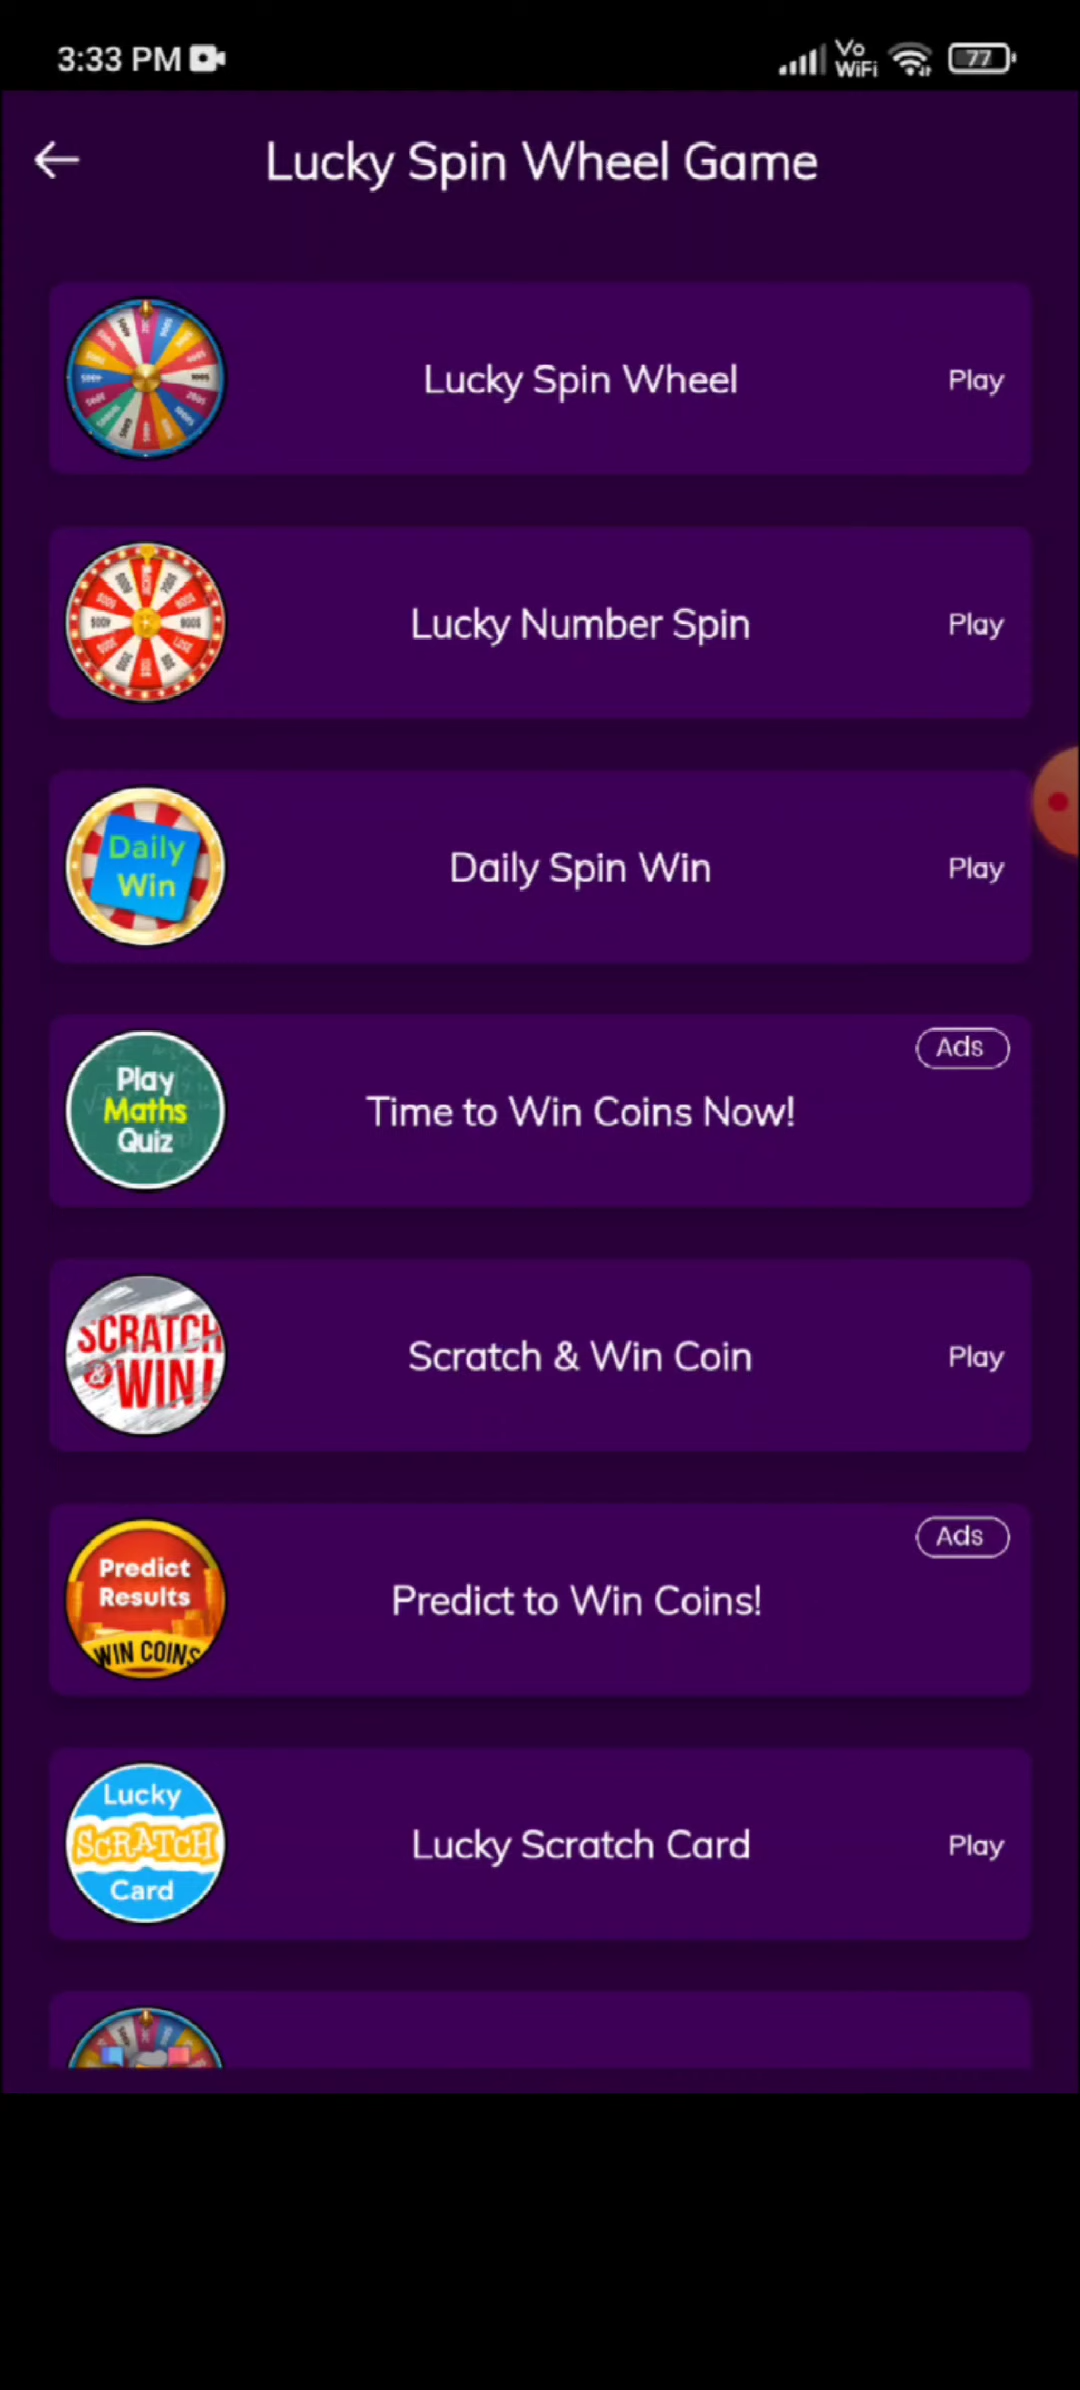 3:33 PM
Vo
WiFi
77
Lucky Spin Wheel Game
Lucky Spin Wheel
Play
Lucky Number Spin
Play
Daily
Win
Daily Spin Win
Play
Ads
Play
Maths
Quiz
Time to Win Coins Now!
SCRATCH
& WIN!
Scratch & Win Coin
Play
Ads
Predict
Results
WIN COINS
Predict to Win Coins!
Lucky
SCRATCH
Card
Lucky Scratch Card
Play